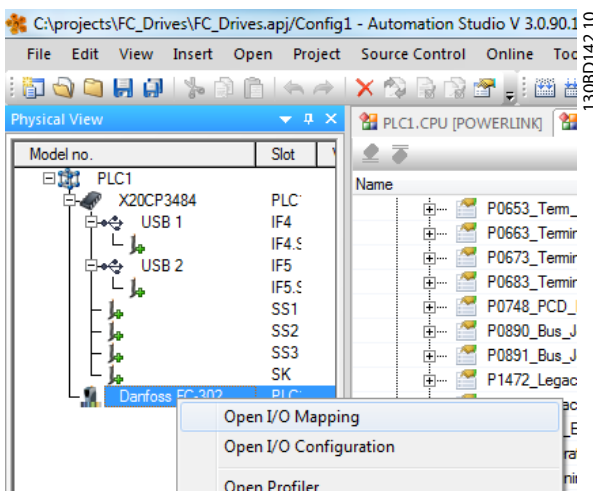 C:\projects\FC_Drives\FC_Drives.apj/Config1 - Automation Studio V 3.0.90.1
File Edit View Insert Open Project Source Control Online
130BD142.10
Physical View
PLC1.CPU [POWERLINK]
Model no. Slot
Name
PLC1
X20CP3484
USB 1 IF4
IF4.S
USB 2 IF5
IF5.S
SS1
SS2
SS3
SK
Danfoss FC-302
P0653_Term_
P0663_Termin
P0673_Termin
P0683_Termin
P0748_PCD_
P0890_Bus_J
P0891_Bus_J
P1472_Legac
Open I/O Mapping
Open I/O Configuration
Open Profiler